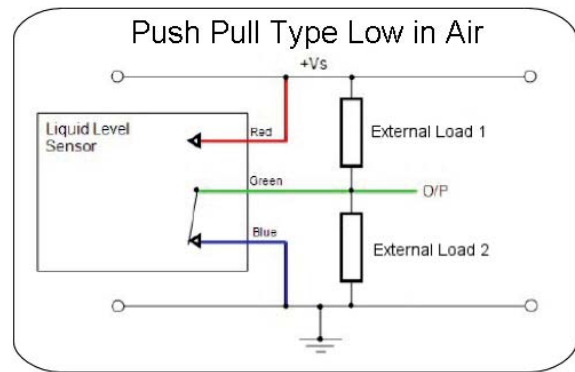 Push Pull Type Low in Air
+Vs
Liquid Level
Sensor
Red
External Load 1
Green
O/P
Blue
External Load 2